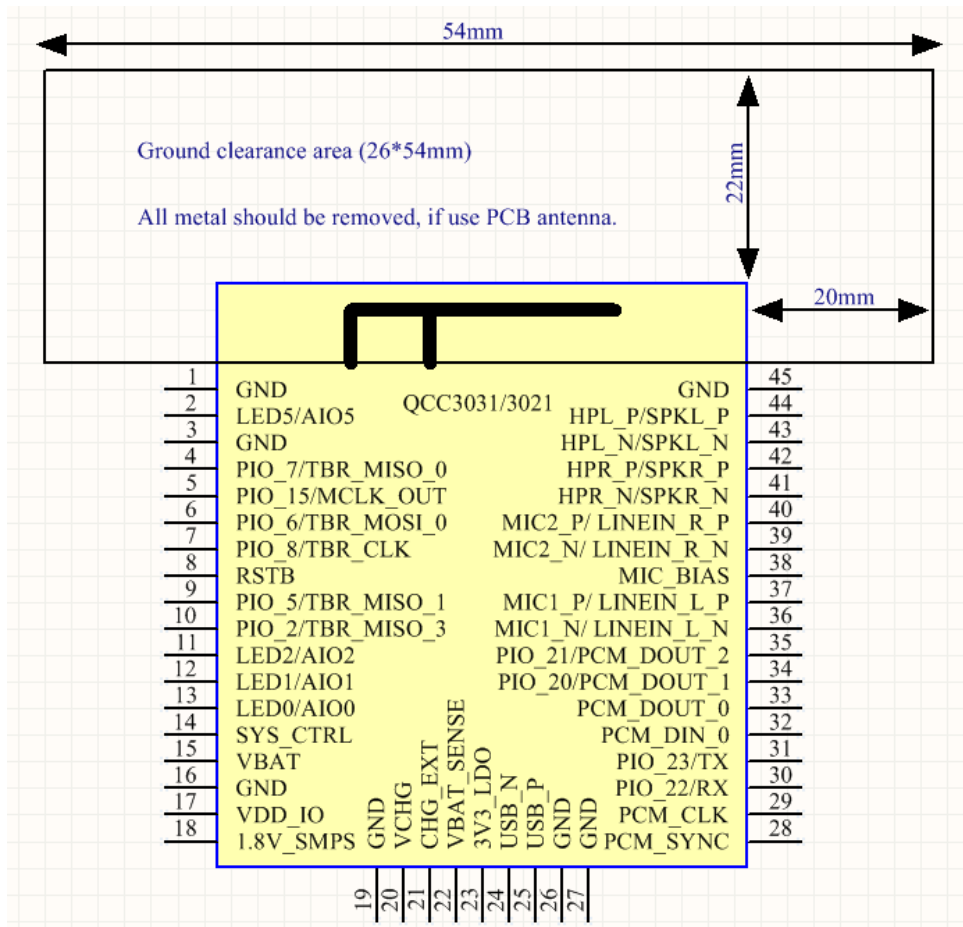 54mm
Ground clearance area (26*54mm)
22mm
All metal should be removed, if use PCB antenna.
20mm
QCC3031/3021
1 GND
2 LED5/AIO5
3 GND
4 PIO_7/TBR_MISO_0
5 PIO_15/MCLK_OUT
6 PIO_6/TBR_MOSI_0
7 PIO_8/TBR_CLK
8 RSTB
9 PIO_5/TBR_MISO_1
10 PIO_2/TBR_MISO_3
11 LED2/AIO2
12 LED1/AIO1
13 LED0/AIO0
14 SYS_CTRL
15 VBAT
16 GND
17 VDD_IO
18 1.8V_SMPS
GND 19
VCHG 20
CHG_EXT 21
VBAT_SENSE 22
3V3_LDO 23
USB_N 24
USB_P 25
GND 26
GND 27
GND 45
HPL_P/SPKL_P 44
HPL_N/SPKL_N 43
HPR_P/SPKR_P 42
HPR_N/SPKR_N 41
MIC2_P/ LINEIN_R_P 40
MIC2_N/ LINEIN_R_N 39
MIC_BIAS 38
MIC1_P/ LINEIN_L_P 37
MIC1_N/ LINEIN_L_N 36
PIO_21/PCM_DOUT_2 35
PIO_20/PCM_DOUT_1 34
PCM_DOUT_0 33
PCM_DIN_0 32
PIO_23/TX 31
PIO_22/RX 30
PCM_CLK 29
PCM_SYNC 28